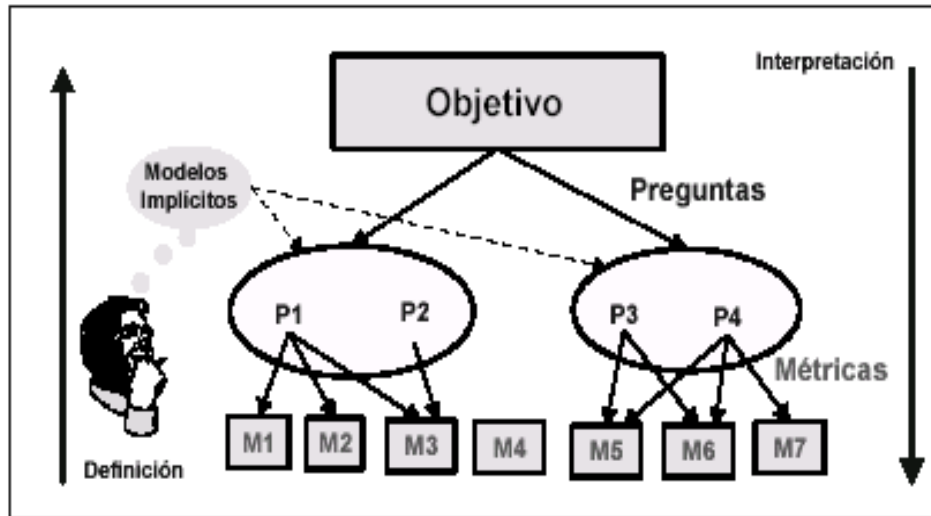 Interpretación
Objetivo
Modelos
Implícitos
Preguntas
P1
P2
P3
P4
Métricas
M1
M2
M3
M4
M5
M6
M7
Definición